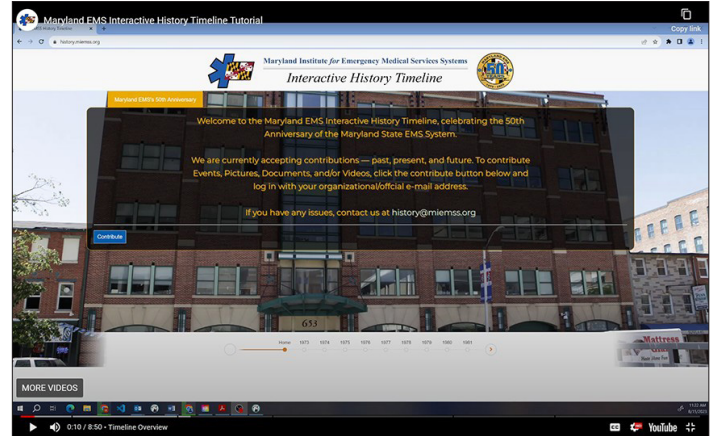 Maryland EMS Interactive History Timeline Tutorial
Copy link
history.miemss.org
Maryland Institute for Emergency Medical Services Systems
Interactive History Timeline
Maryland EMS's 50th Anniversary
Welcome to the Maryland EMS Interactive History Timeline, celebrating the 50th
Anniversary of the Maryland State EMS System.
We are currently accepting contributions — past, present, and future. To contribute
Events, Pictures, Documents, and/or Videos, click the contribute button below and
log in with your organizational/offcial e-mail address.
If you have any issues, contact us at history@miemss.org
Contribute
653
Home 1973 1974 1975 1976 1977 1978 1979 1980 1981
Mattress
MORE VIDEOS
0:10 / 8:50 • Timeline Overview
CC
YouTube